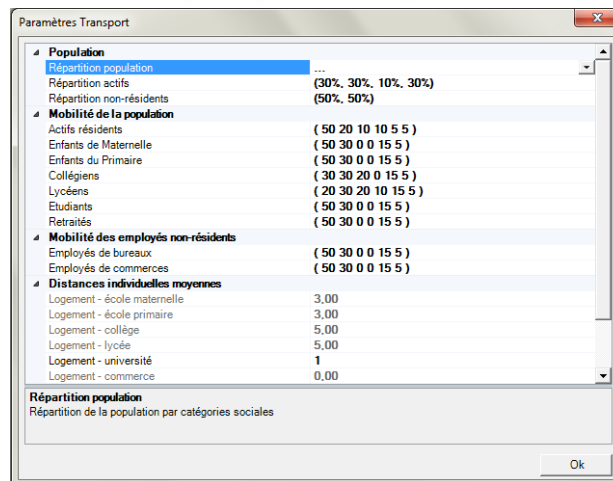 Paramètres Transport
Population
Répartition population ...
Répartition actifs (30%, 30%, 10%, 30%)
Répartition non-résidents (50%, 50%)
Mobilité de la population
Actifs résidents ( 50 20 10 10 5 5 )
Enfants de Maternelle ( 50 30 0 0 15 5 )
Enfants du Primaire ( 50 30 0 0 15 5 )
Collégiens ( 30 30 20 0 15 5 )
Lycéens ( 20 30 20 10 15 5 )
Etudiants ( 50 30 0 0 15 5 )
Retraités ( 50 30 0 0 15 5 )
Mobilité des employés non-résidents
Employés de bureaux ( 50 30 0 0 15 5 )
Employés de commerces ( 50 30 0 0 15 5 )
Distances individuelles moyennes
Logement - école maternelle 3,00
Logement - école primaire 3,00
Logement - collège 5,00
Logement - lycée 5,00
Logement - université 1
Logement - commerce 0,00
Répartition population
Répartition de la population par catégories sociales
Ok